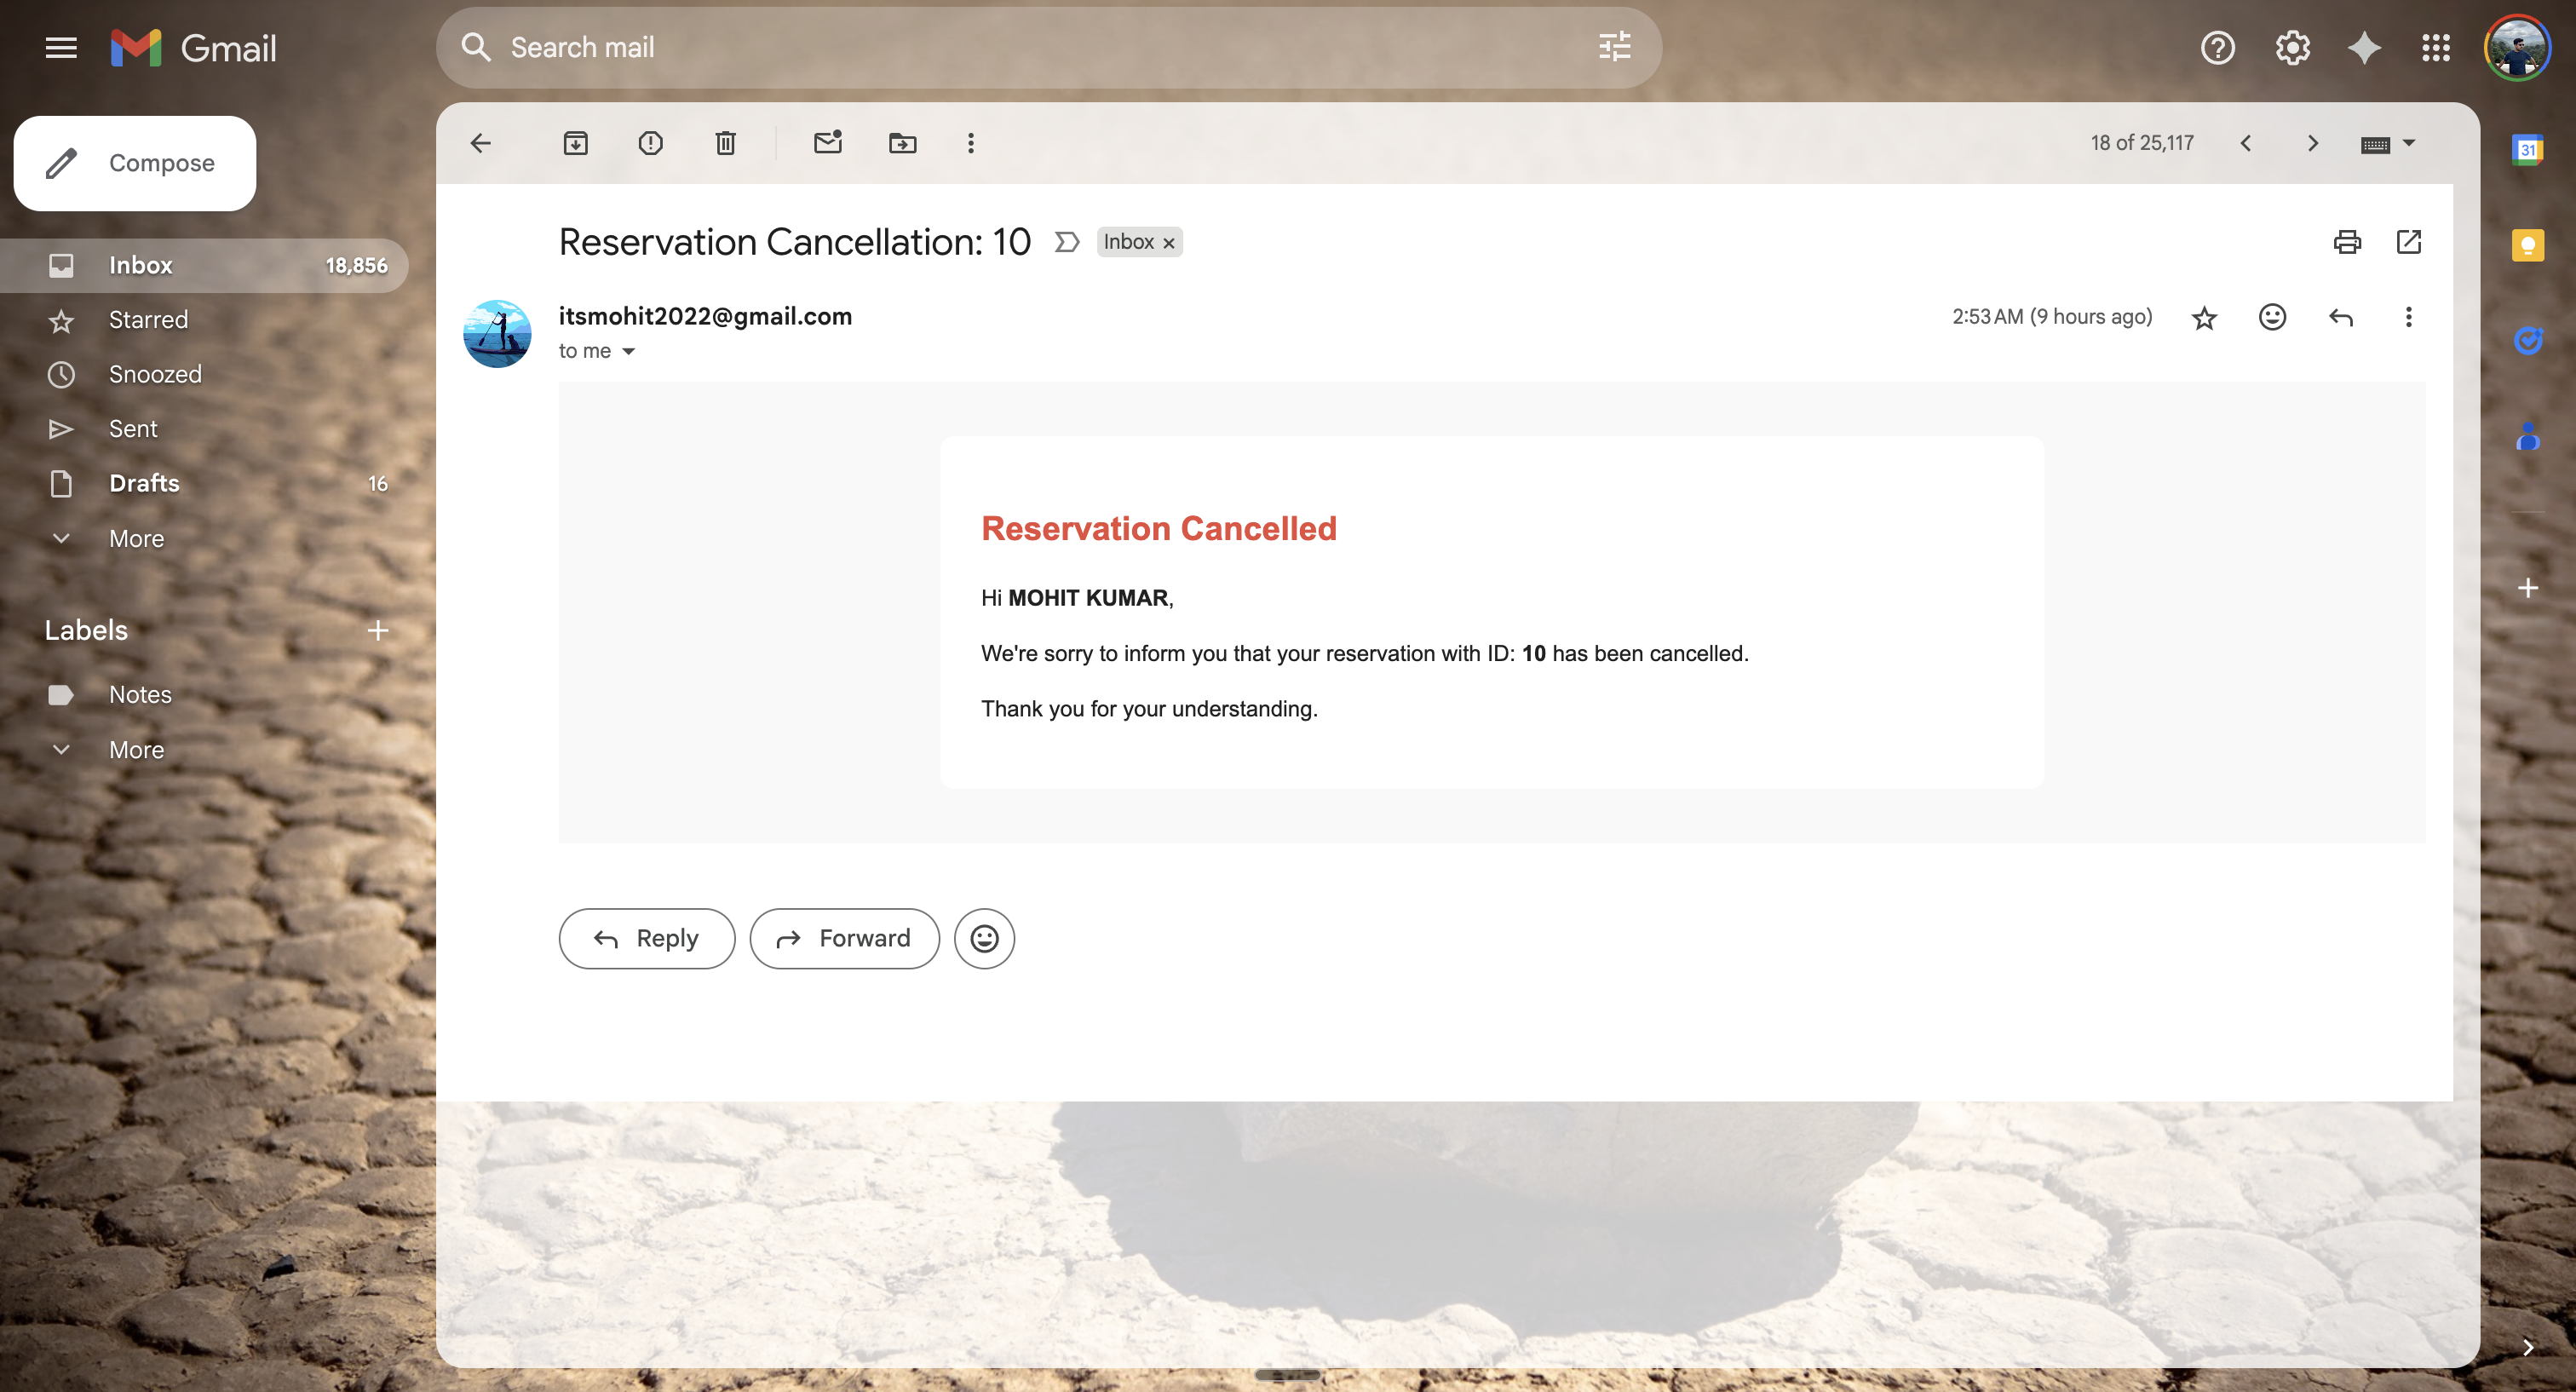 Gmail
Search mail
Compose
18 of 25,117
31
Inbox 18,856
Starred
Snoozed
Sent
Drafts 16
More
Labels
Notes
More
Reservation Cancellation: 10 Inbox ×
itsmohit2022@gmail.com
2:53 AM (9 hours ago)
to me
Reservation Cancelled
Hi MOHIT KUMAR,
We're sorry to inform you that your reservation with ID: 10 has been cancelled.
Thank you for your understanding.
Reply
Forward